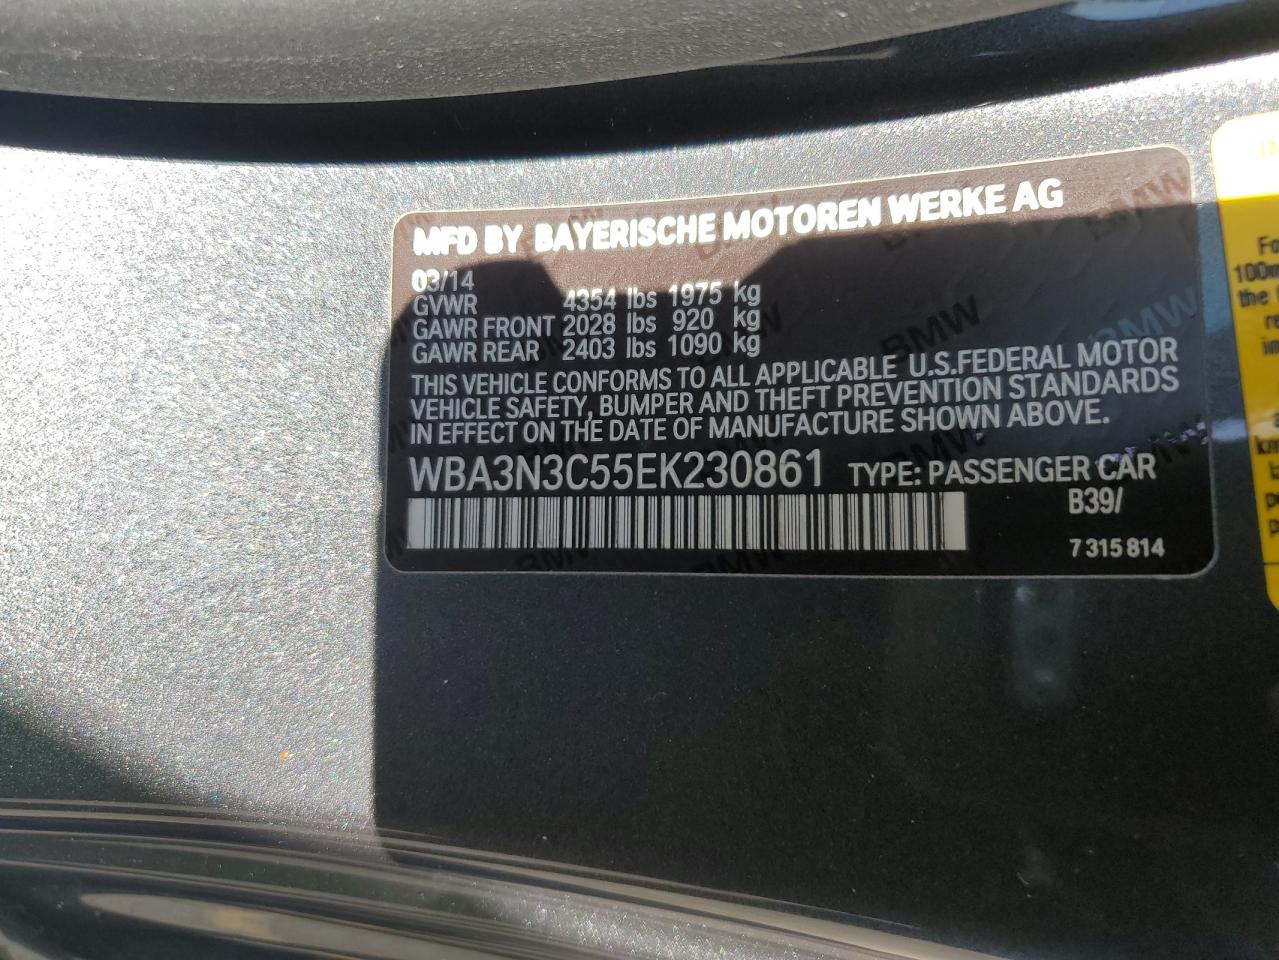 MFD BY BAYERISCHE MOTOREN WERKE AG
03/14
GVWR 4354 lbs 1975 kg
GAWR FRONT 2028 lbs 920 kg
GAWR REAR 2403 lbs 1090 kg
THIS VEHICLE CONFORMS TO ALL APPLICABLE U.S.FEDERAL MOTOR
VEHICLE SAFETY, BUMPER AND THEFT PREVENTION STANDARDS
IN EFFECT ON THE DATE OF MANUFACTURE SHOWN ABOVE.
WBA3N3C55EK230861 TYPE: PASSENGER CAR
B39/
7 315 814
100m
the